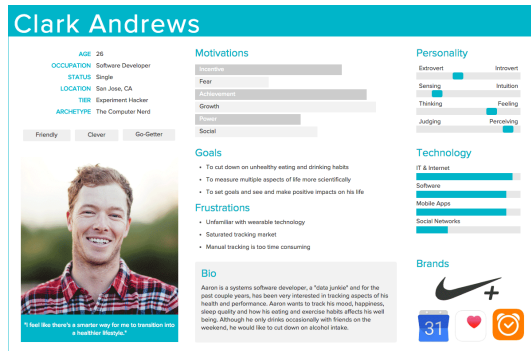 Clark Andrews
AGE 26
OCCUPATION Software Developer
STATUS Single
LOCATION San Jose, CA
TIER Experiment Hacker
ARCHETYPE The Computer Nerd
Friendly Clever Go-Getter
"I feel like there's a smarter way for me to transition into
a healthier lifestyle."
Motivations
Incentive
Fear
Achievement
Growth
Power
Social
Goals
• To cut down on unhealthy eating and drinking habits
• To measure multiple aspects of life more scientifically
• To set goals and see and make positive impacts on his life
Frustrations
• Unfamiliar with wearable technology
• Saturated tracking market
• Manual tracking is too time consuming
Bio
Aaron is a systems software developer, a "data junkie" and for the
past couple years, has been very interested in tracking aspects of his
health and performance. Aaron wants to track his mood, happiness,
sleep quality and how his eating and exercise habits affects his well
being. Although he only drinks occasionally with friends on the
weekend, he would like to cut down on alcohol intake.
Personality
Extrovert Introvert
Sensing Intuition
Thinking Feeling
Judging Perceiving
Technology
IT & Internet
Software
Mobile Apps
Social Networks
Brands
+
31